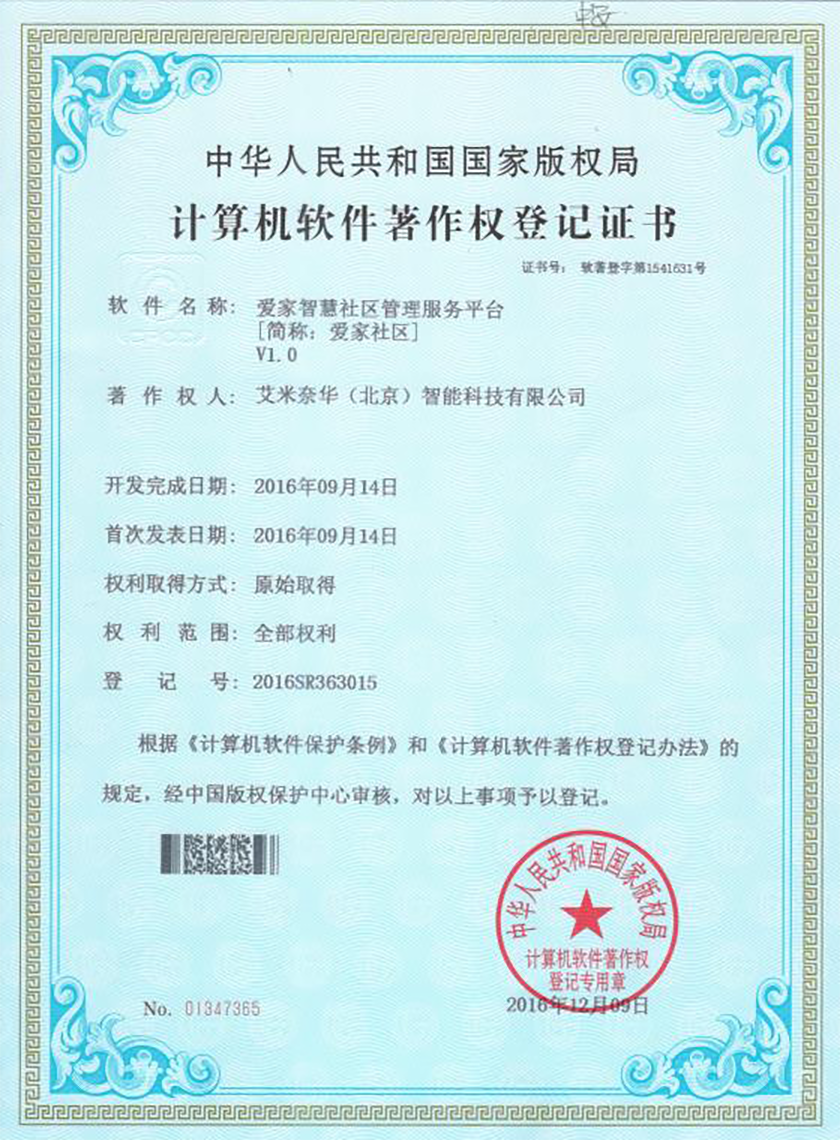 中华人民共和国国家版权局
计算机软件著作权登记证书
证书号： 软著登字第1541631号
软件名称： 爱家智慧社区管理服务平台
[简称：爱家社区]
V1.0
著作权人： 艾米奈华（北京）智能科技有限公司
开发完成日期： 2016年09月14日
首次发表日期： 2016年09月14日
权利取得方式： 原始取得
权利范围： 全部权利
登记号： 2016SR363015
根据《计算机软件保护条例》和《计算机软件著作权登记办法》的
规定，经中国版权保护中心审核，对以上事项予以登记。
中华人民共和国国家版权局
计算机软件著作权
登记专用章
No. 01347365
2016年12月09日